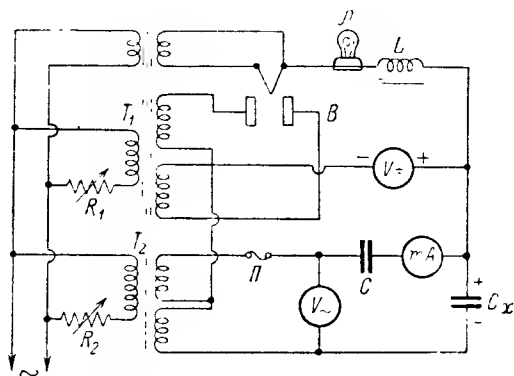 Л
L
T₁
B
− V= +
R₁
T₂
П
C
mA
+
Cₓ
−
V~
R₂
~